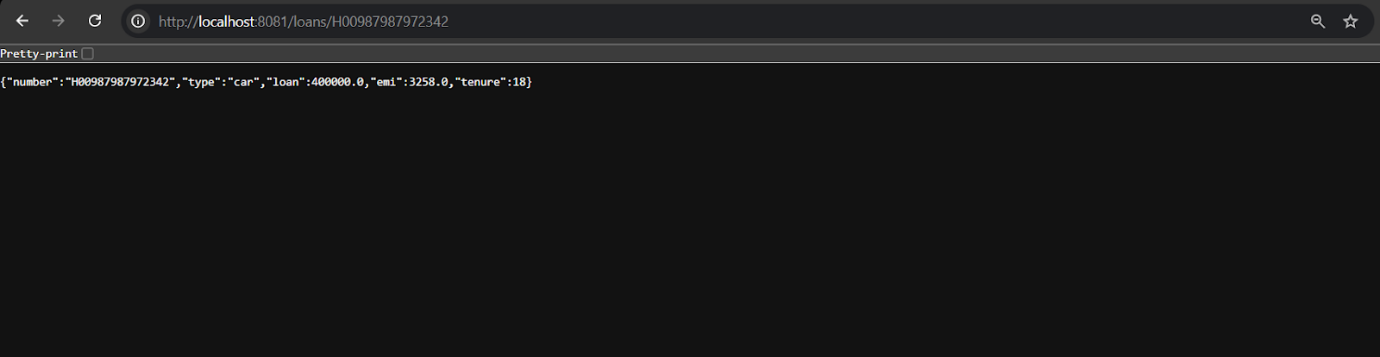 http://localhost:8081/loans/H00987987972342
Pretty-print
{"number":"H00987987972342","type":"car","loan":400000.0,"emi":3258.0,"tenure":18}